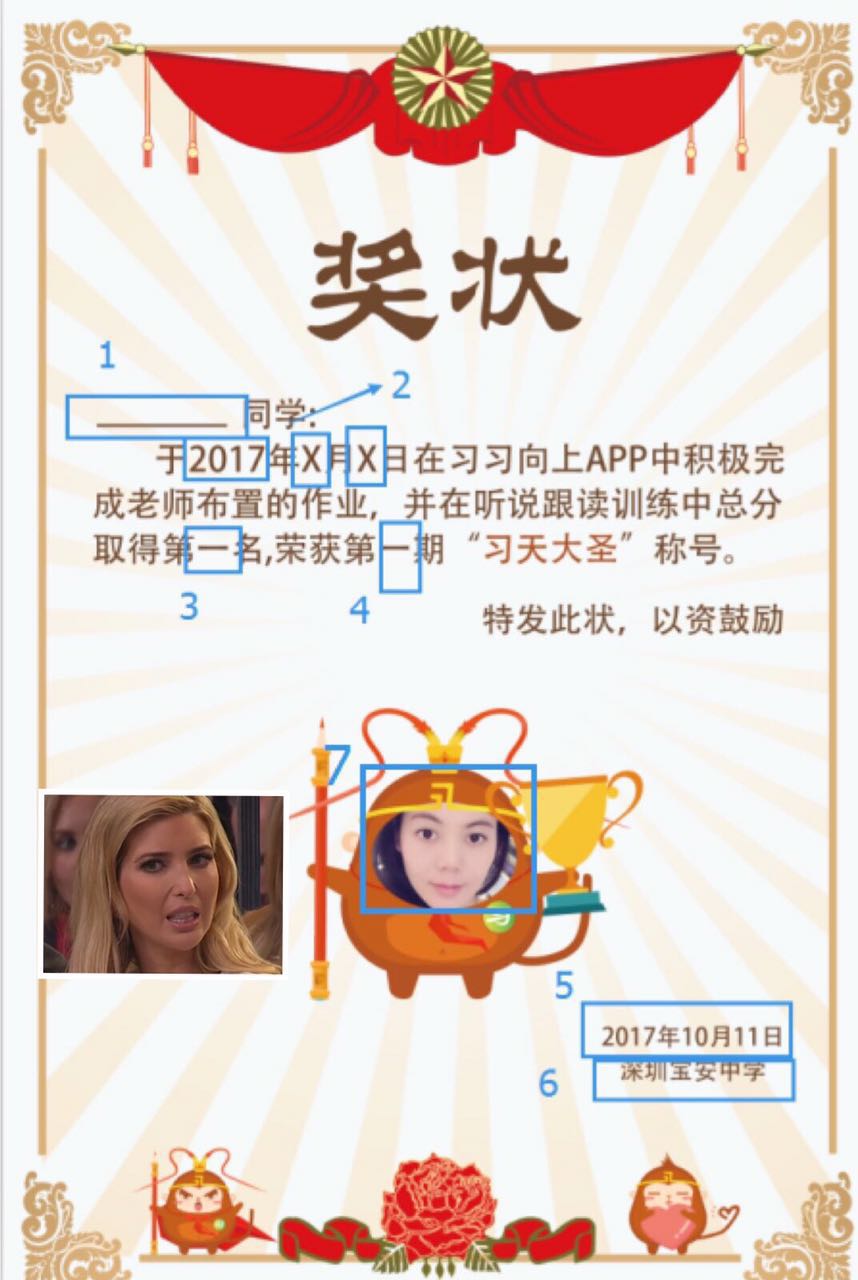 奖状
1
2
同学:
于2017年X月X日在习习向上APP中积极完
成老师布置的作业，并在听说跟读训练中总分
取得第一名,荣获第一期“习天大圣”称号。
3
4
特发此状，以资鼓励
7
5
2017年10月11日
6
深圳宝安中学